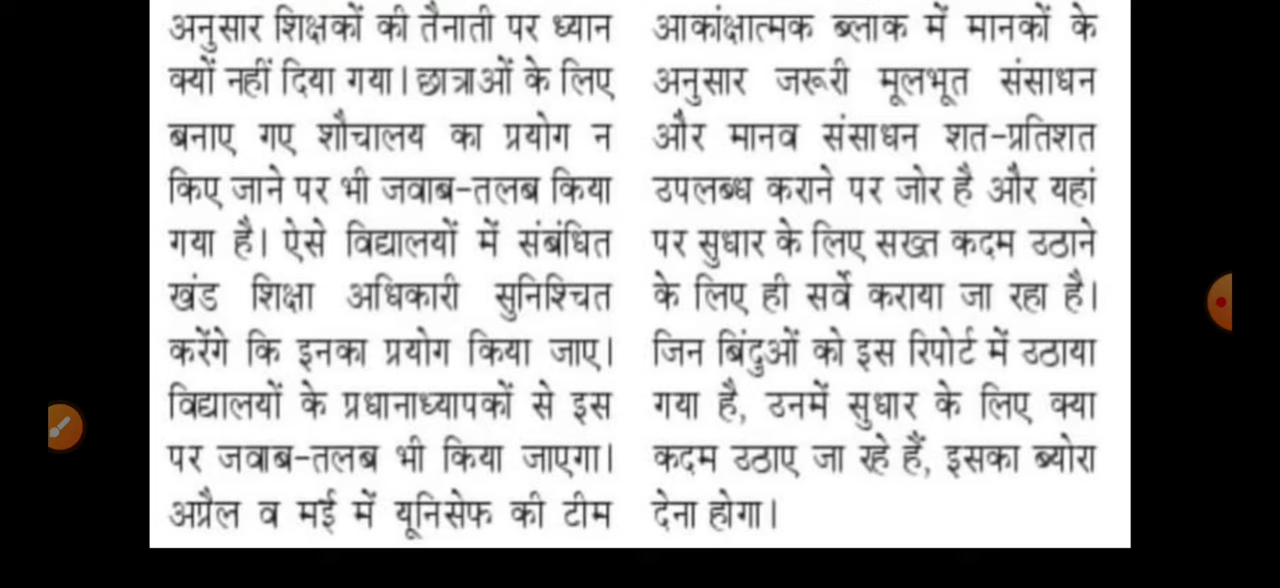 अनुसार शिक्षकों की तैनाती पर ध्यान
क्यों नहीं दिया गया। छात्राओं के लिए
बनाए गए शौचालय का प्रयोग न
किए जाने पर भी जवाब-तलब किया
गया है। ऐसे विद्यालयों में संबंधित
खंड शिक्षा अधिकारी सुनिश्चित
करेंगे कि इनका प्रयोग किया जाए।
विद्यालयों के प्रधानाध्यापकों से इस
पर जवाब-तलब भी किया जाएगा।
अप्रैल व मई में यूनिसेफ की टीम
आकांक्षात्मक ब्लाक में मानकों के
अनुसार जरूरी मूलभूत संसाधन
और मानव संसाधन शत-प्रतिशत
उपलब्ध कराने पर जोर है और यहां
पर सुधार के लिए सख्त कदम उठाने
के लिए ही सर्वे कराया जा रहा है।
जिन बिंदुओं को इस रिपोर्ट में उठाया
गया है, उनमें सुधार के लिए क्या
कदम उठाए जा रहे हैं, इसका ब्योरा
देना होगा।